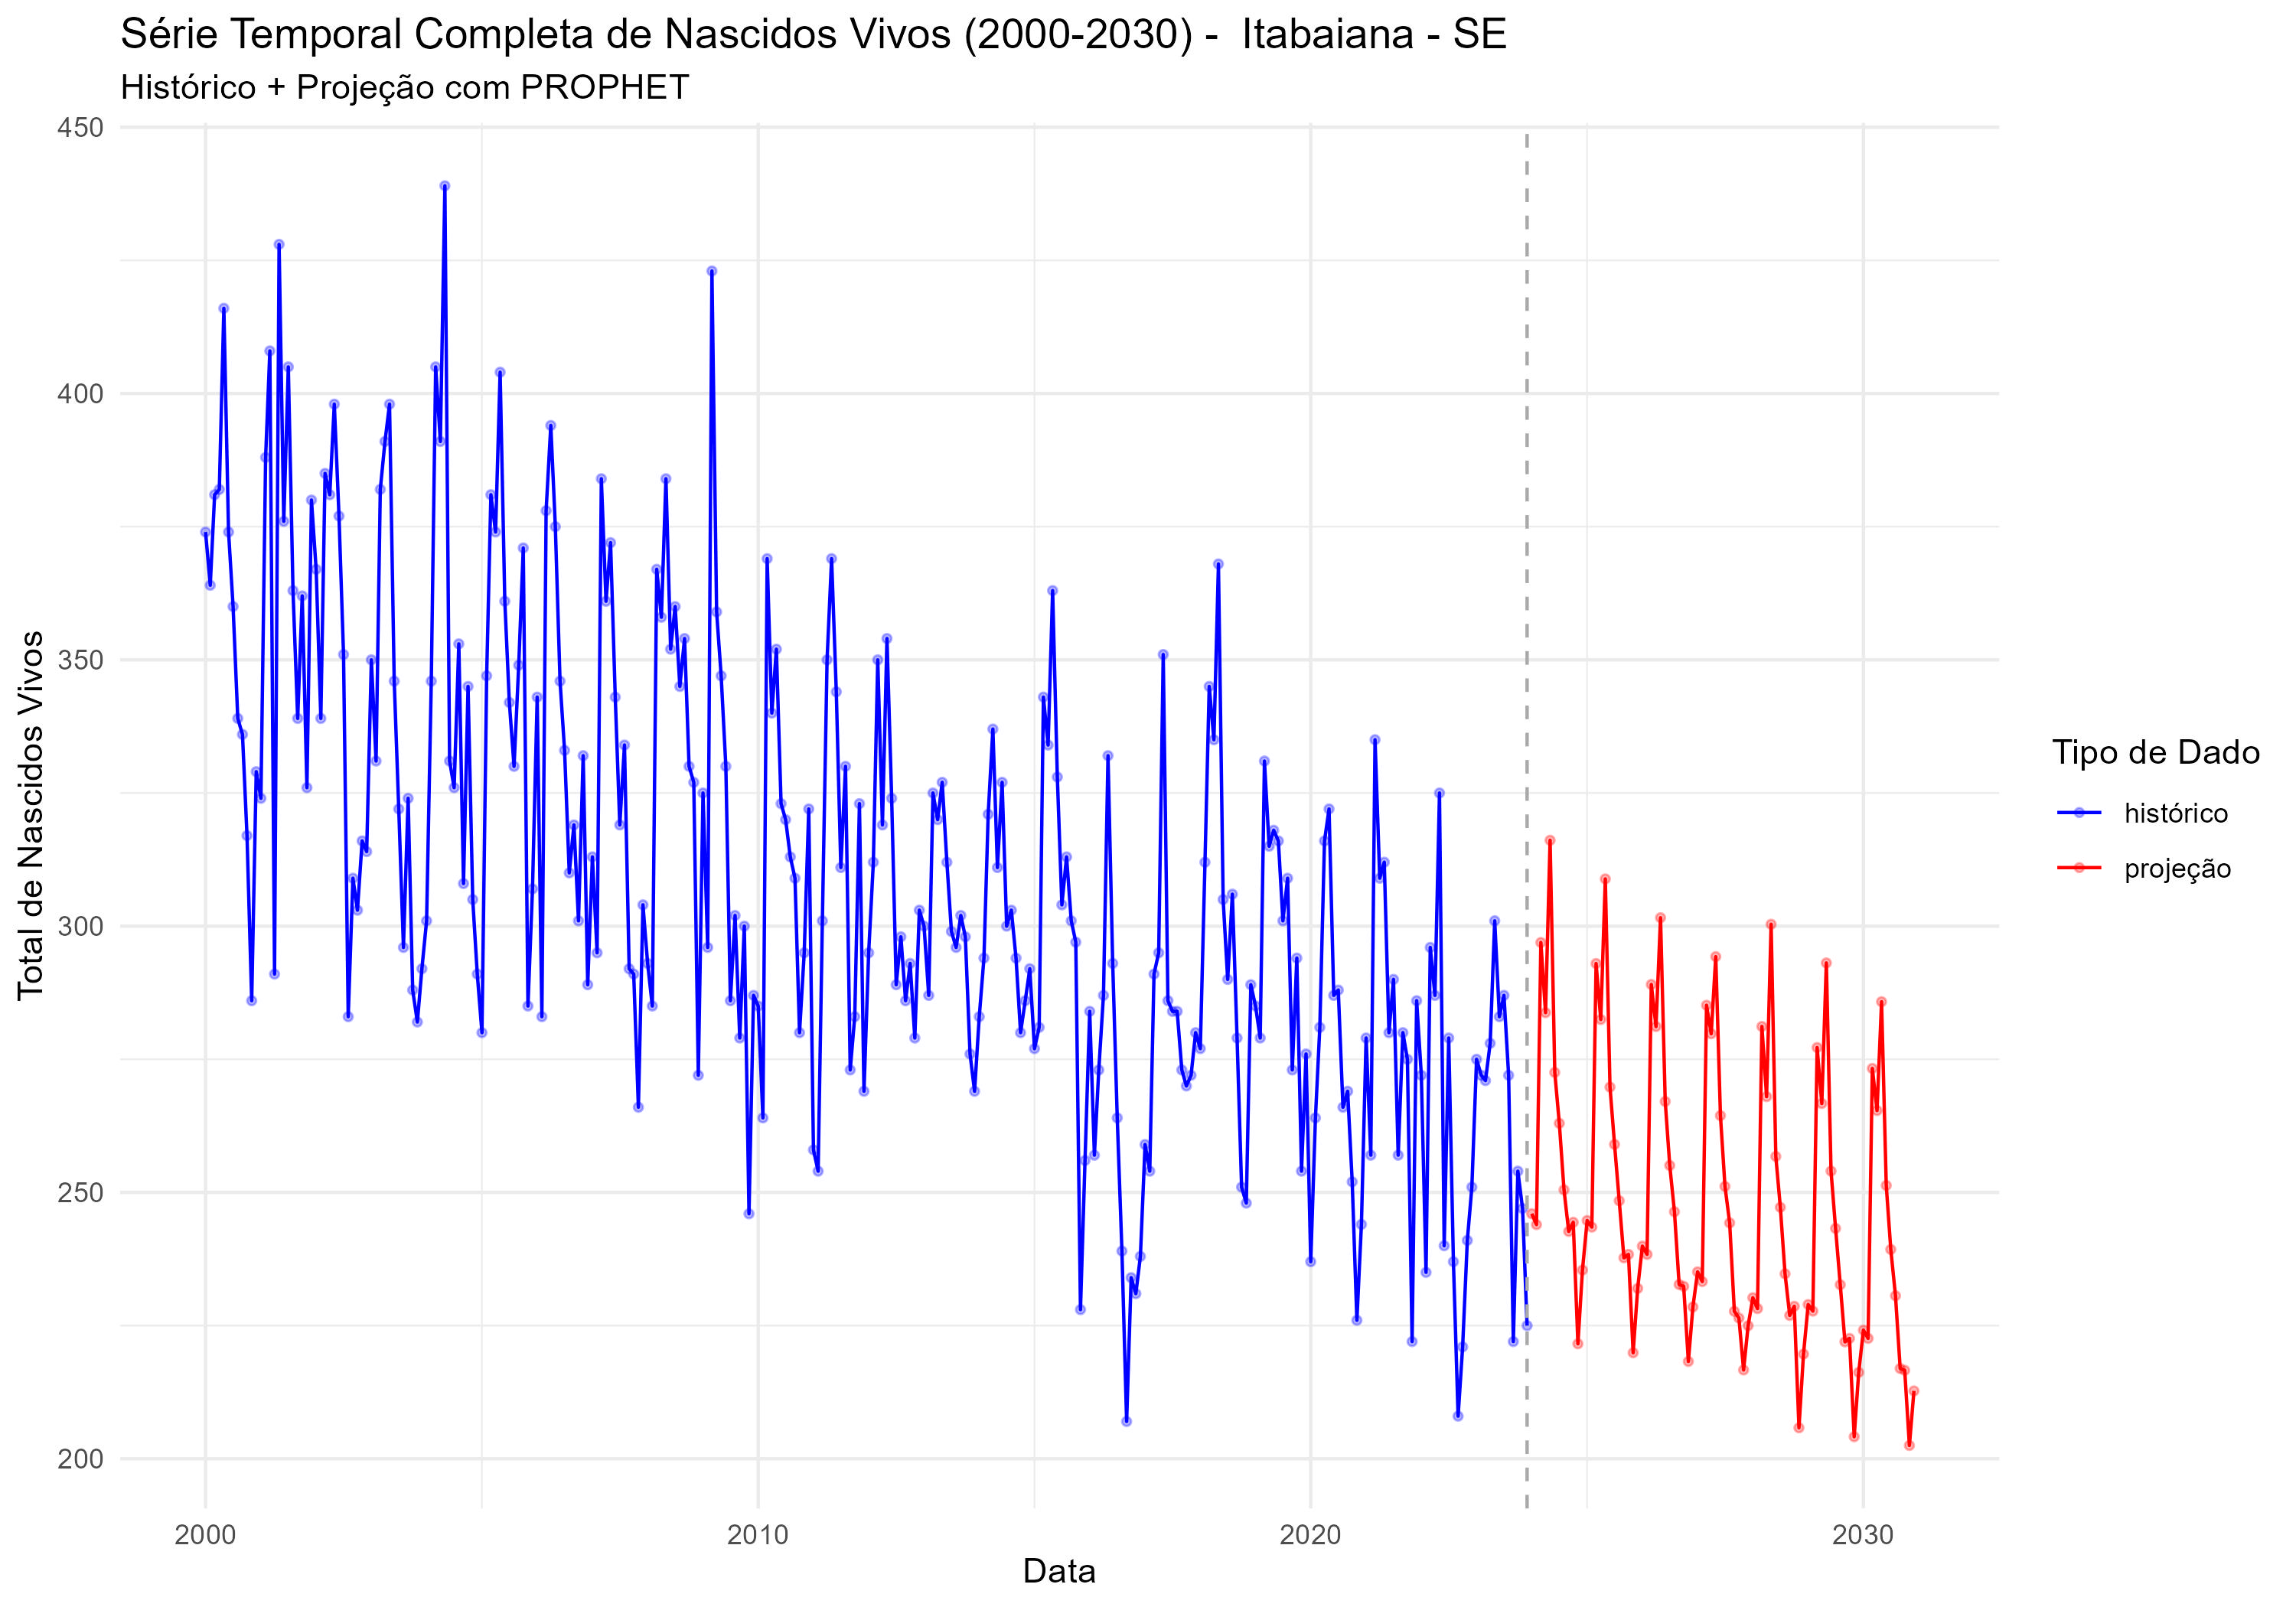 Série Temporal Completa de Nascidos Vivos (2000-2030) -  Itabaiana - SE
Histórico + Projeção com PROPHET
450
400
350
300
250
200
Total de Nascidos Vivos
2000
2010
2020
2030
Data
Tipo de Dado
histórico
projeção